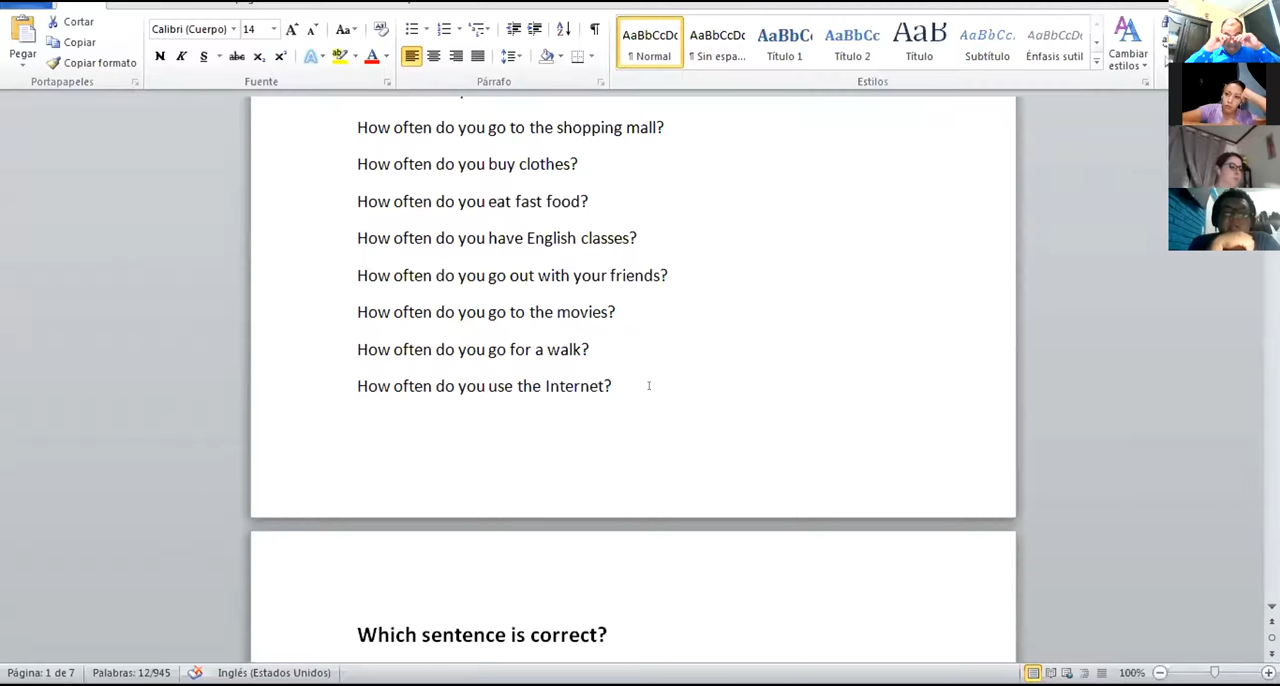 Cortar
Calibri (Cuerpo) 14
Aa
AaBbCcDc AaBbCcDc AaBbC AaBbCc AaB AaBbCc. AaBbCcDc
Pegar
Copiar
Copiar formato
N K S abc x₂ x²
¶ Normal ¶ Sin espa... Título 1 Título 2 Título Subtítulo Énfasis sutil
Cambiar
estilos
Portapapeles Fuente Párrafo Estilos
How often do you go to the shopping mall?
How often do you buy clothes?
How often do you eat fast food?
How often do you have English classes?
How often do you go out with your friends?
How often do you go to the movies?
How often do you go for a walk?
How often do you use the Internet?
Which sentence is correct?
Página: 1 de 7 Palabras: 12/945 Inglés (Estados Unidos) 100%